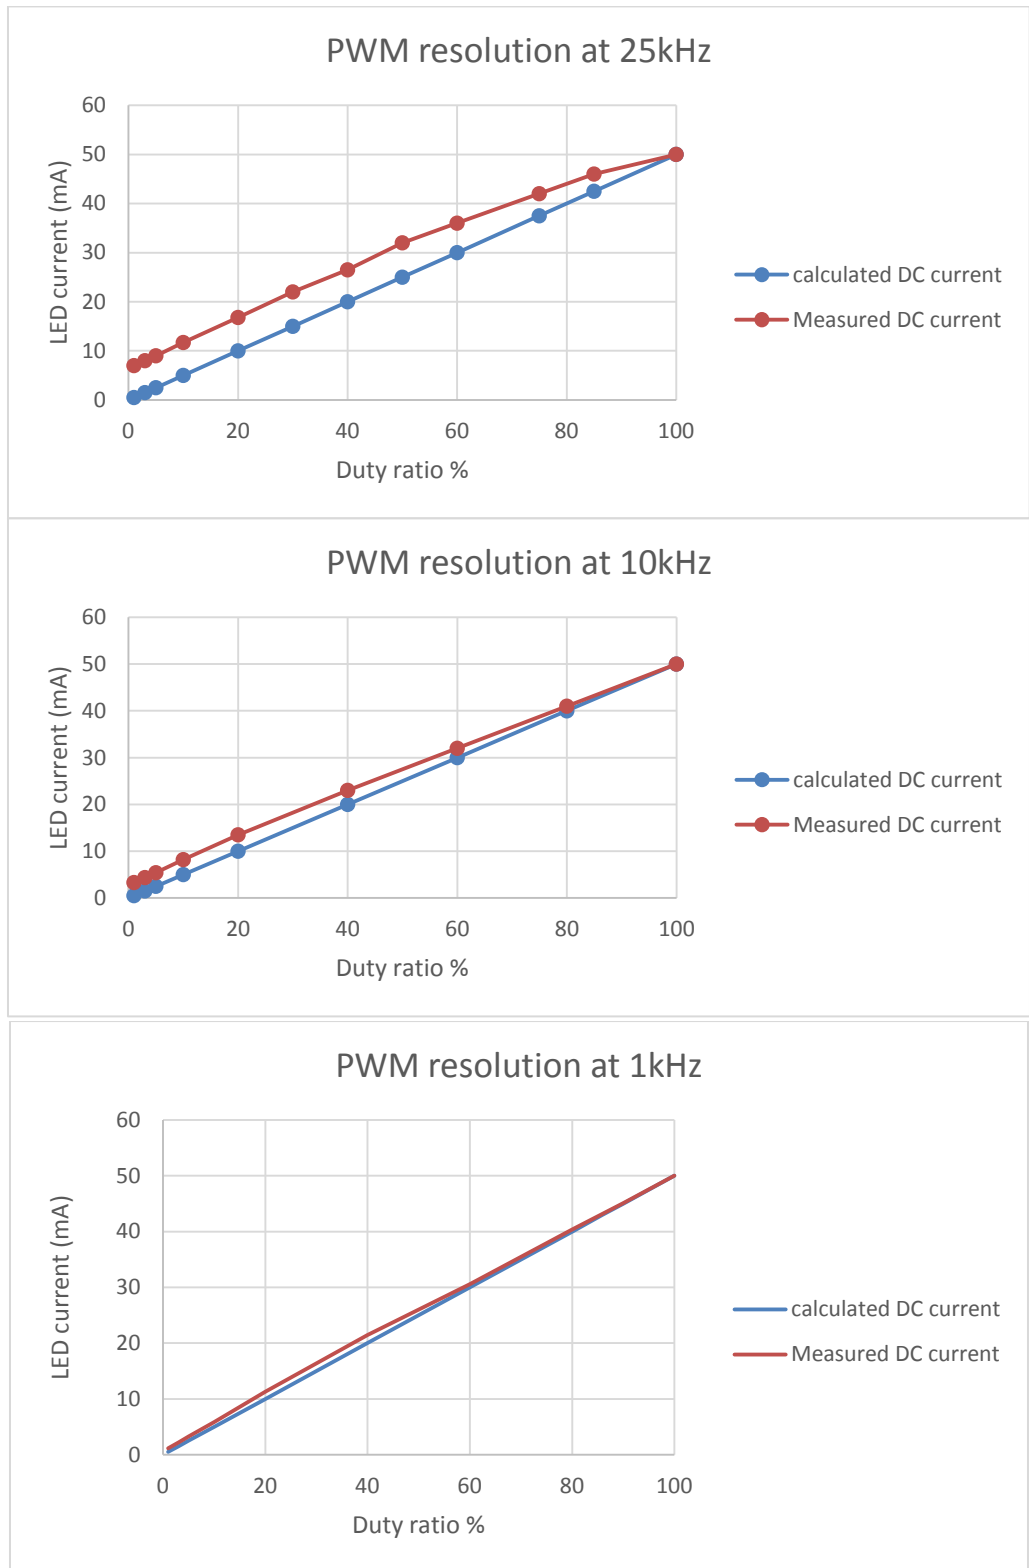 PWM resolution at 25kHz
60
50
40
30
20
10
0
LED current (mA)
0 20 40 60 80 100
Duty ratio %
calculated DC current
Measured DC current
PWM resolution at 10kHz
60
50
40
30
20
10
0
LED current (mA)
0 20 40 60 80 100
Duty ratio %
calculated DC current
Measured DC current
PWM resolution at 1kHz
60
50
40
30
20
10
0
LED current (mA)
0 20 40 60 80 100
Duty ratio %
calculated DC current
Measured DC current